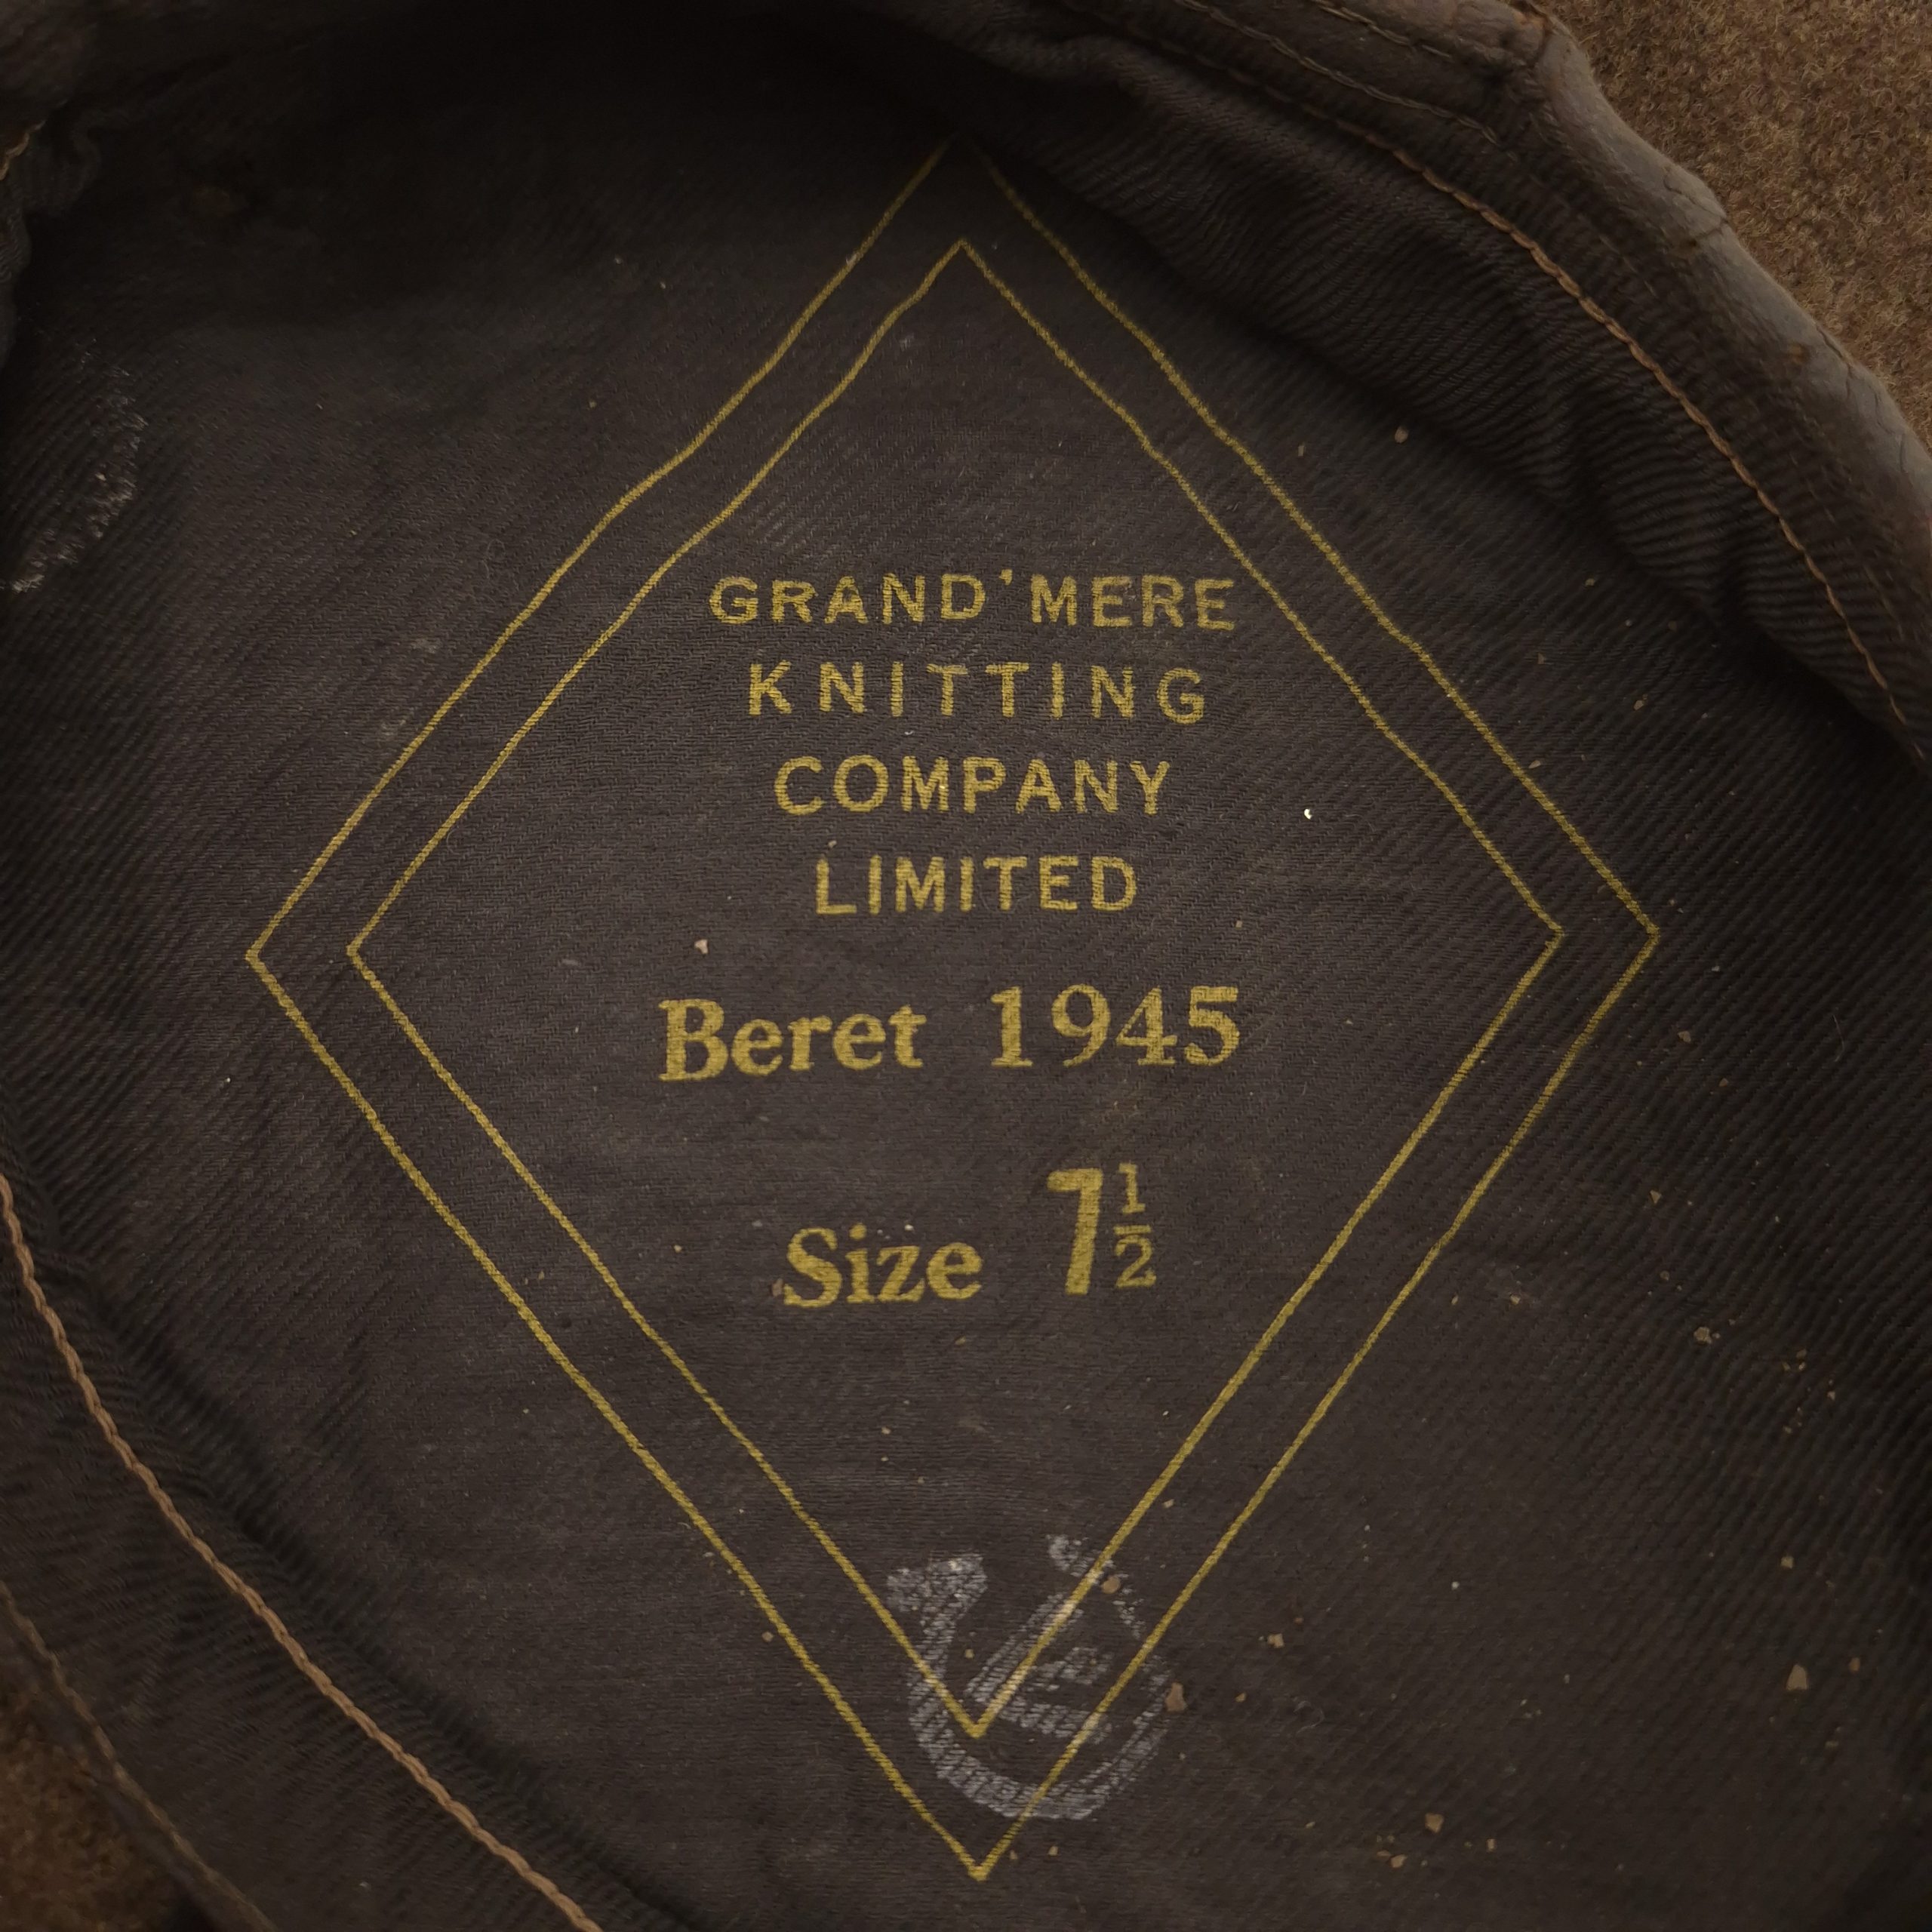 GRAND'MERE
KNITTING
COMPANY
LIMITED
Beret 1945
Size 7½